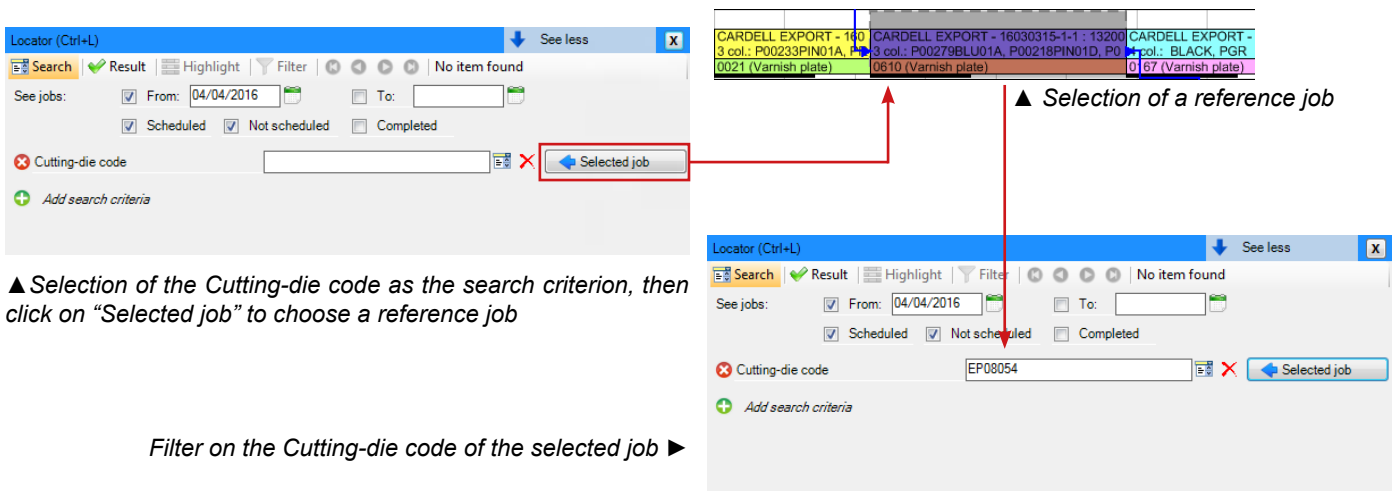 Locator (Ctrl+L)
See less
X
Search
Result
Highlight
Filter
No item found
See jobs:
From:
04/04/2016
To:
Scheduled
Not scheduled
Completed
Cutting-die code
Selected job
Add search criteria
▲Selection of the Cutting-die code as the search criterion, then
click on “Selected job” to choose a reference job
CARDELL EXPORT - 160
3 col.: P00233PIN01A,
0021 (Varnish plate)
CARDELL EXPORT - 16030315-1-1 : 13200
3 col.: P00279BLU01A, P00218PIN01D, P0
0610 (Varnish plate)
CARDELL EXPORT -
col.: BLACK, PGR
0167 (Varnish plate)
▲ Selection of a reference job
Locator (Ctrl+L)
See less
X
Search
Result
Highlight
Filter
No item found
See jobs:
From:
04/04/2016
To:
Scheduled
Not scheduled
Completed
Cutting-die code
EP08054
Selected job
Add search criteria
Filter on the Cutting-die code of the selected job ►